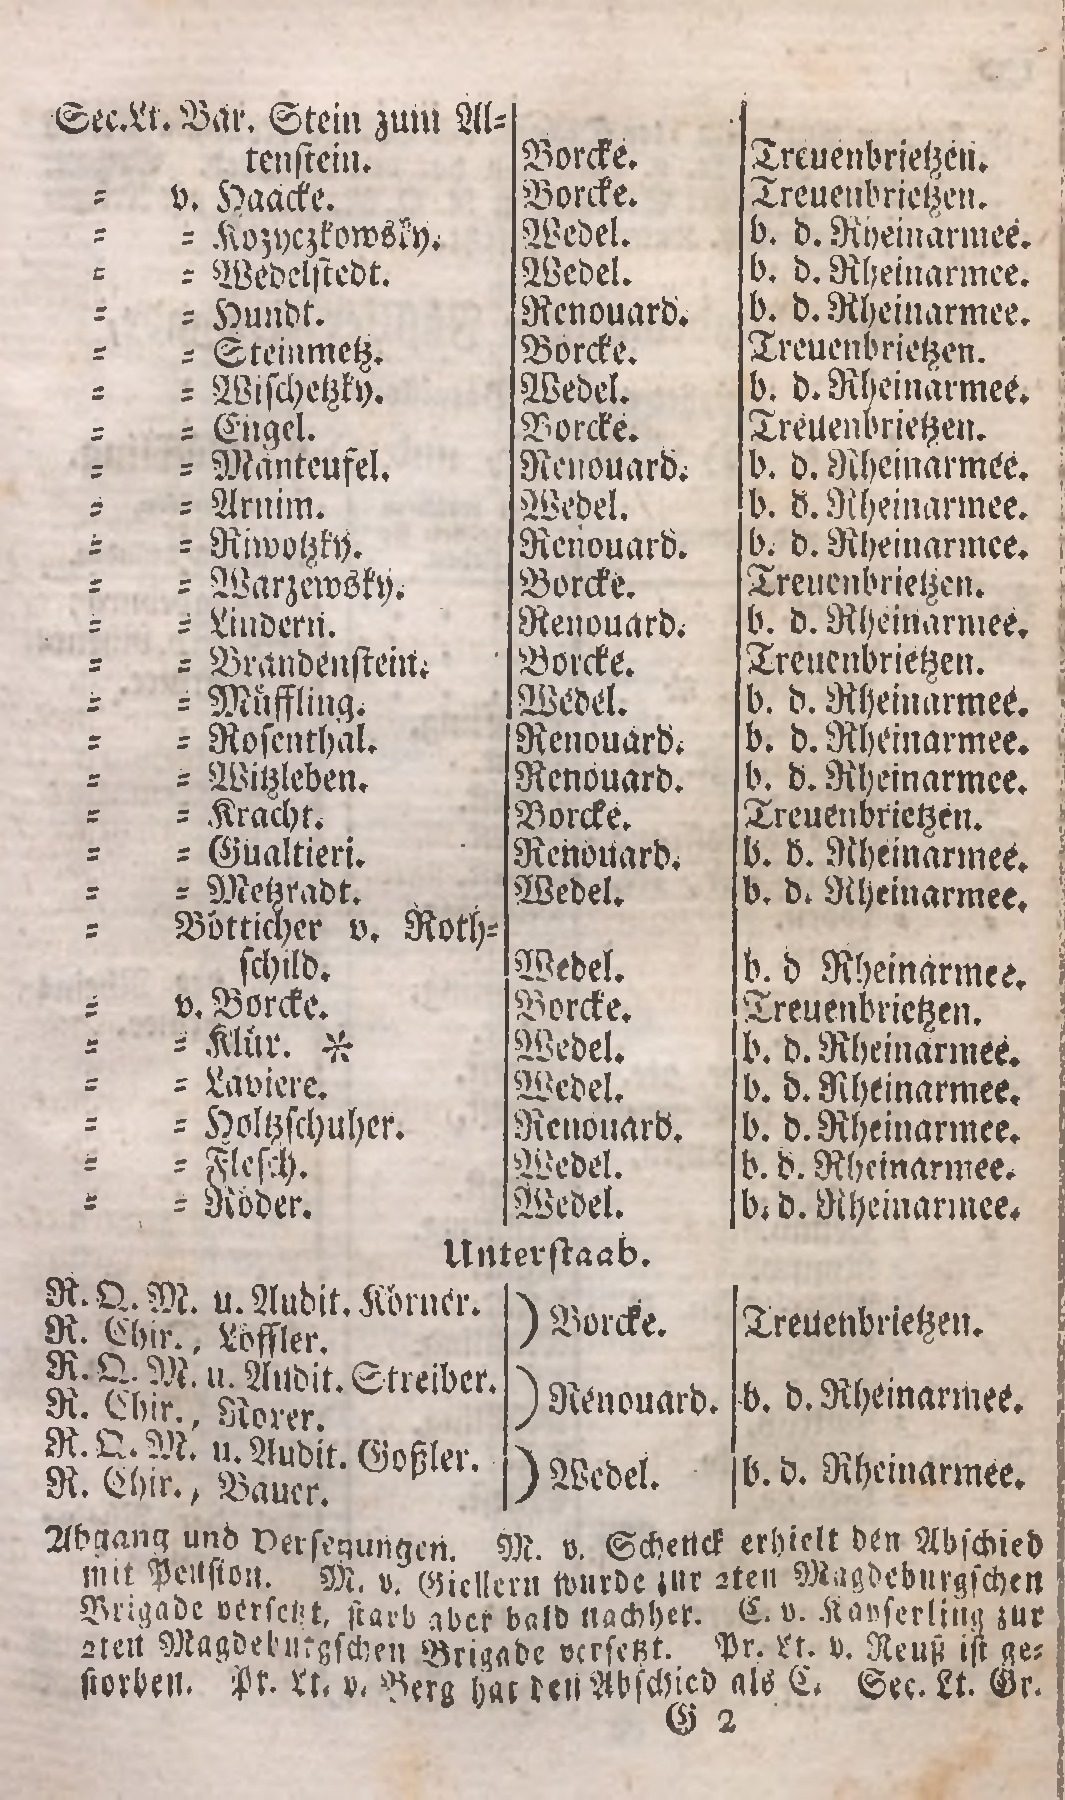 Sec.Lt. Bar. Stein zum Al-
tenstein. Borcke. Treuenbrietzen.
= v. Haacke. Borcke. Treuenbrietzen.
= = Kozyczkowsky. Wedel. b. d. Rheinarmee.
= = Wedelstedt. Wedel. b. d. Rheinarmee.
= = Hundt. Renouard. b. d. Rheinarmee.
= = Steinmetz. Borcke. Treuenbrietzen.
= = Wischetzky. Wedel. b. d. Rheinarmee.
= = Engel. Borcke. Treuenbrietzen.
= = Manteufel. Renouard. b. d. Rheinarmee.
= = Arnim. Wedel. b. d. Rheinarmee.
= = Riwotzky. Renouard. b. d. Rheinarmee.
= = Warzewsky. Borcke. Treuenbrietzen.
= = Lindern. Renouard. b. d. Rheinarmee.
= = Brandenstein. Borcke. Treuenbrietzen.
= = Müffling. Wedel. b. d. Rheinarmee.
= = Rosenthal. Renouard. b. d. Rheinarmee.
= = Witzleben. Renouard. b. d. Rheinarmee.
= = Kracht. Borcke. Treuenbrietzen.
= = Gualtieri. Renouard. b. d. Rheinarmee.
= = Metzradt. Wedel. b. d. Rheinarmee.
= Bötticher v. Roth-
schild. Wedel. b. d Rheinarmee.
= v. Borcke. Borcke. Treuenbrietzen.
= = Klür. * Wedel. b. d. Rheinarmee.
= = Laviere. Wedel. b. d. Rheinarmee.
= = Holtzschuher. Renouard. b. d. Rheinarmee.
= = Flesch. Wedel. b. d. Rheinarmee.
= = Röder. Wedel. b. d. Rheinarmee.
Unterstaab.
R. Q. M. u. Audit. Körner.
R. Chir., Löffler. ) Borcke. Treuenbrietzen.
R. Q. M. u. Audit. Streiber.
R. Chir., Rorer. ) Renouard. b. d. Rheinarmee.
R. Q. M. u. Audit. Goßler.
R. Chir., Bauer. ) Wedel. b. d. Rheinarmee.
Abgang und Versetzungen. M. v. Schenck erhielt den Abschied
mit Pension. M. v. Giellern wurde zur 2ten Magdeburgschen
Brigade versetzt, starb aber bald nachher. C. v. Kayserling zur
2ten Magdeburgschen Brigade versetzt. Pr. Lt. v. Reuß ist ge-
storben. Pr. Lt. v. Berg hat den Abschied als C. Sec. Lt. Gr.
G 2